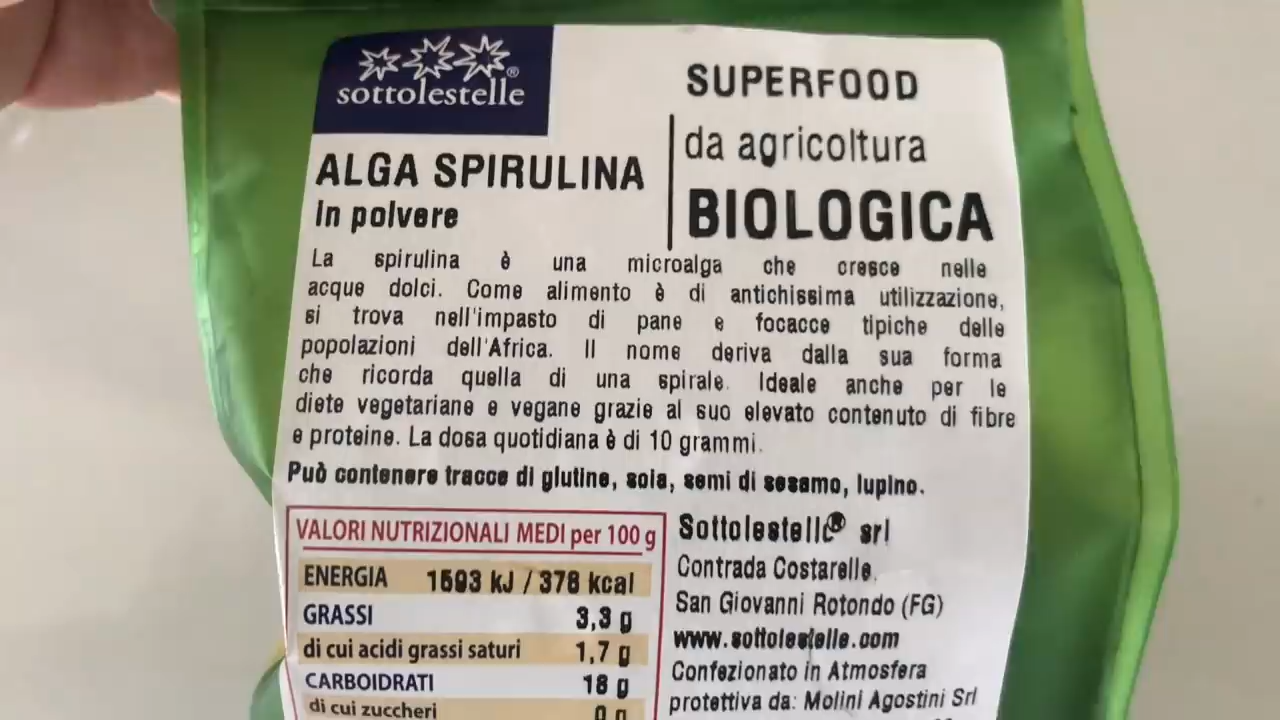 sottolestelle®
SUPERFOOD
da agricoltura
BIOLOGICA
ALGA SPIRULINA
In polvere
La spirulina è una microalga che cresce nelle
acque dolci. Come alimento è di antichissima utilizzazione,
si trova nell'impasto di pane e focacce tipiche delle
popolazioni dell'Africa. Il nome deriva dalla sua forma
che ricorda quella di una spirale. Ideale anche per le
diete vegetariane e vegane grazie al suo elevato contenuto di fibre
e proteine. La dosa quotidiana è di 10 grammi.
Può contenere tracce di glutine, soia, semi di sesamo, lupino.
VALORI NUTRIZIONALI MEDI per 100 g
ENERGIA 1593 kJ / 378 kcal
GRASSI 3,3 g
di cui acidi grassi saturi 1,7 g
CARBOIDRATI 18 g
di cui zuccheri 0 g
Sottolestelle® srl
Contrada Costarelle,
San Giovanni Rotondo (FG)
www.sottolestelle.com
Confezionato in Atmosfera
protettiva da: Molini Agostini Srl